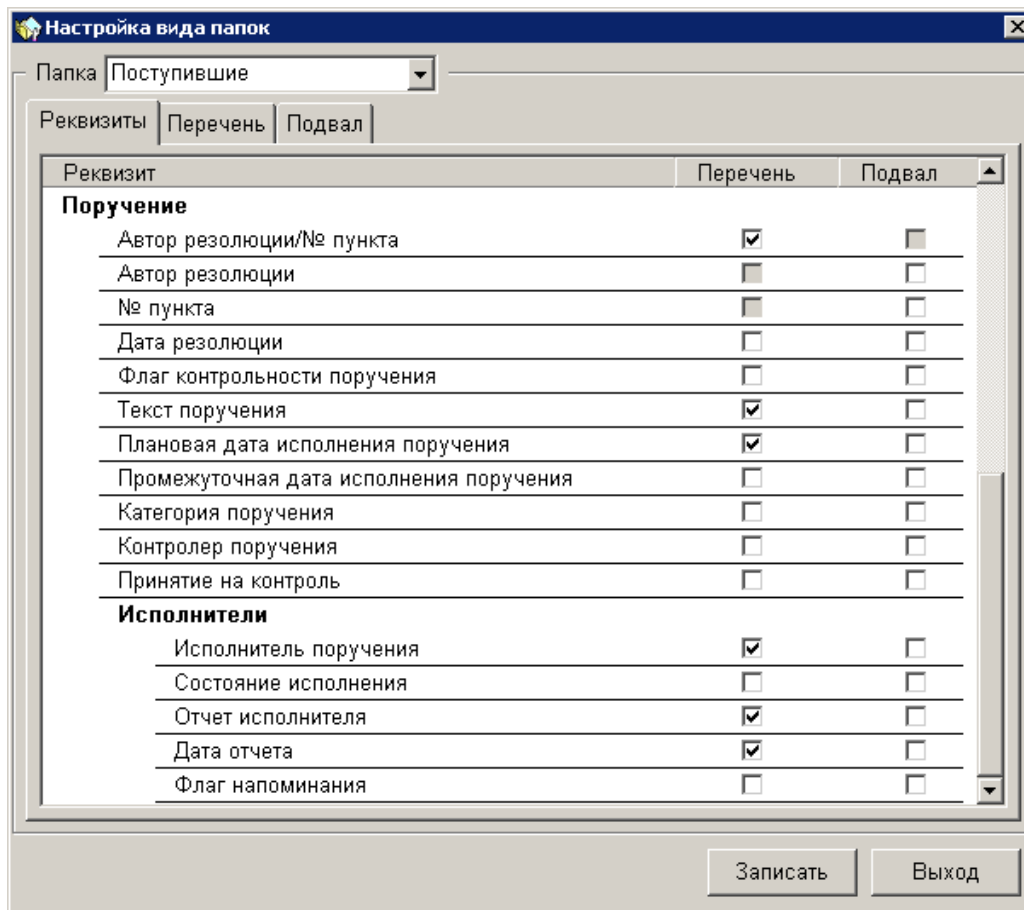 Настройка вида папок
Папка Поступившие
Реквизиты Перечень Подвал
Реквизит Перечень Подвал
Поручение
Автор резолюции/№ пункта
Автор резолюции
№ пункта
Дата резолюции
Флаг контрольности поручения
Текст поручения
Плановая дата исполнения поручения
Промежуточная дата исполнения поручения
Категория поручения
Контролер поручения
Принятие на контроль
Исполнители
Исполнитель поручения
Состояние исполнения
Отчет исполнителя
Дата отчета
Флаг напоминания
Записать Выход